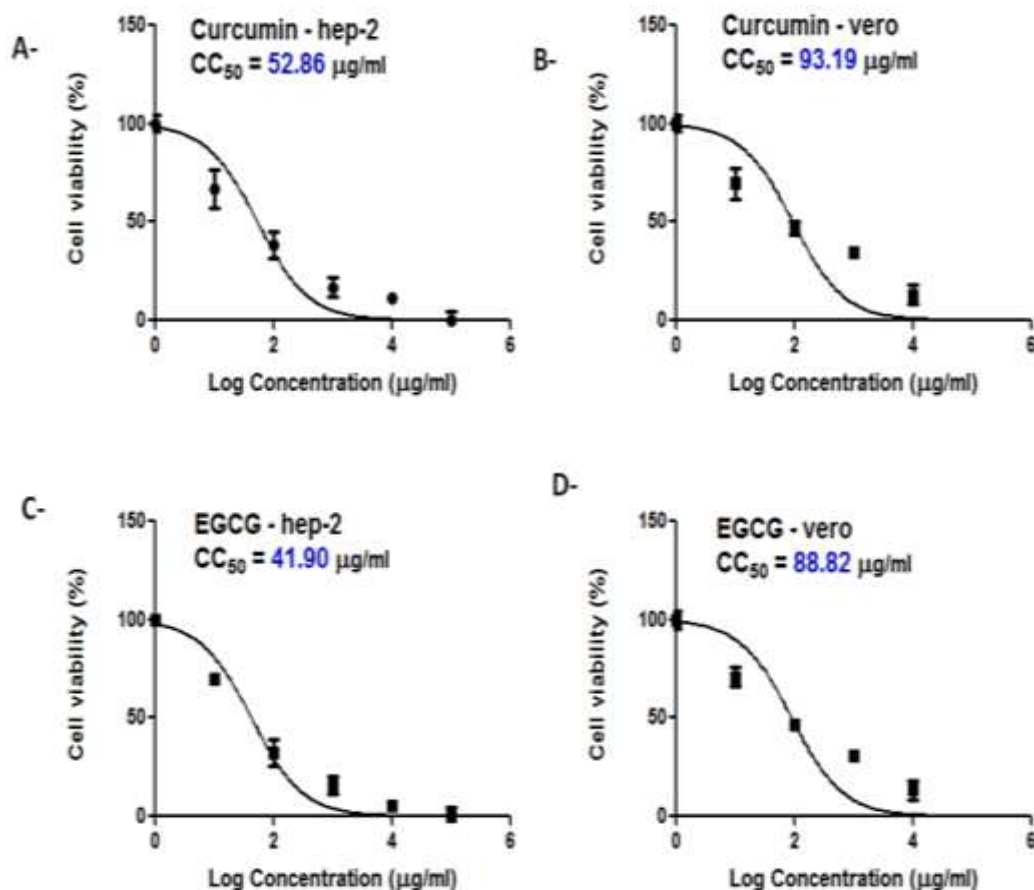 A-
Curcumin - hep-2
CC50 = 52.86 µg/ml
Cell viability (%)
150
100
50
0
0 2 4 6
Log Concentration (µg/ml)
B-
Curcumin - vero
CC50 = 93.19 µg/ml
Cell viability (%)
150
100
50
0
0 2 4 6
Log Concentration (µg/ml)
C-
EGCG - hep-2
CC50 = 41.90 µg/ml
Cell viability (%)
150
100
50
0
0 2 4 6
Log Concentration (µg/ml)
D-
EGCG - vero
CC50 = 88.82 µg/ml
Cell viability (%)
150
100
50
0
0 2 4 6
Log Concentration (µg/ml)